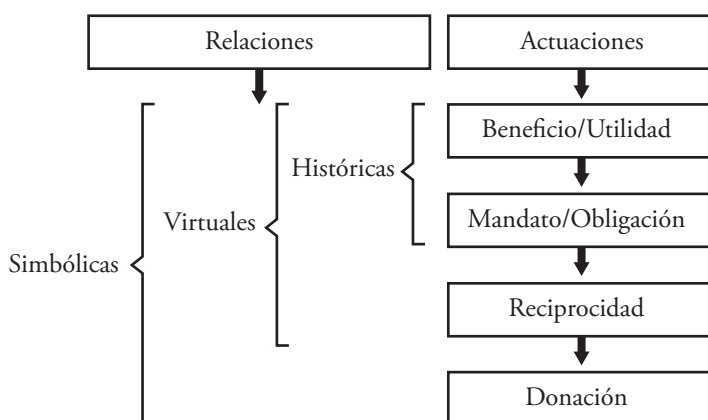 Relaciones
Actuaciones
Beneficio/Utilidad
Históricas
Mandato/Obligación
Virtuales
Simbólicas
Reciprocidad
Donación